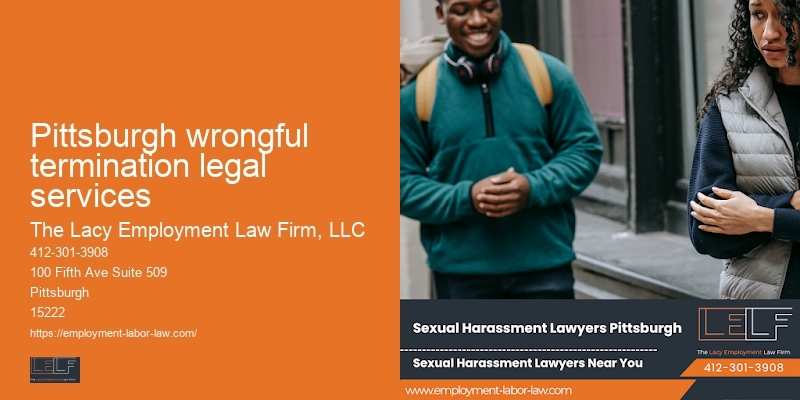 Pittsburgh wrongful
termination legal
services
The Lacy Employment Law Firm, LLC
412-301-3908
100 Fifth Ave Suite 509
Pittsburgh
15222
https://employment-labor-law.com/
LELF
The Lacy Employment Law Firm
Sexual Harassment Lawyers Pittsburgh
Sexual Harassment Lawyers Near You
www.employment-labor-law.com
LELF
The Lacy Employment Law Firm
412-301-3908